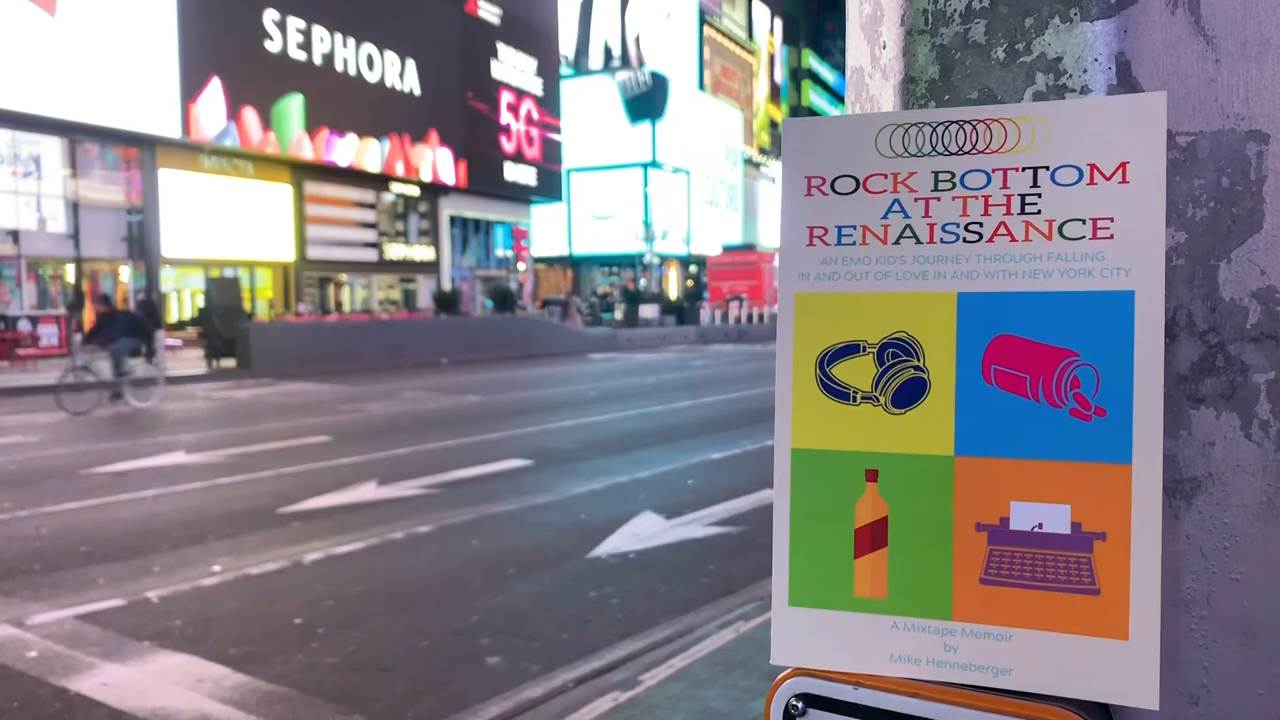 SEPHORA
5G
ROCK BOTTOM
AT THE
RENAISSANCE
AN EMO KID'S JOURNEY THROUGH FALLING
IN AND OUT OF LOVE IN AND WITH NEW YORK CITY
A Mixtape Memoir
by
Mike Henneberger